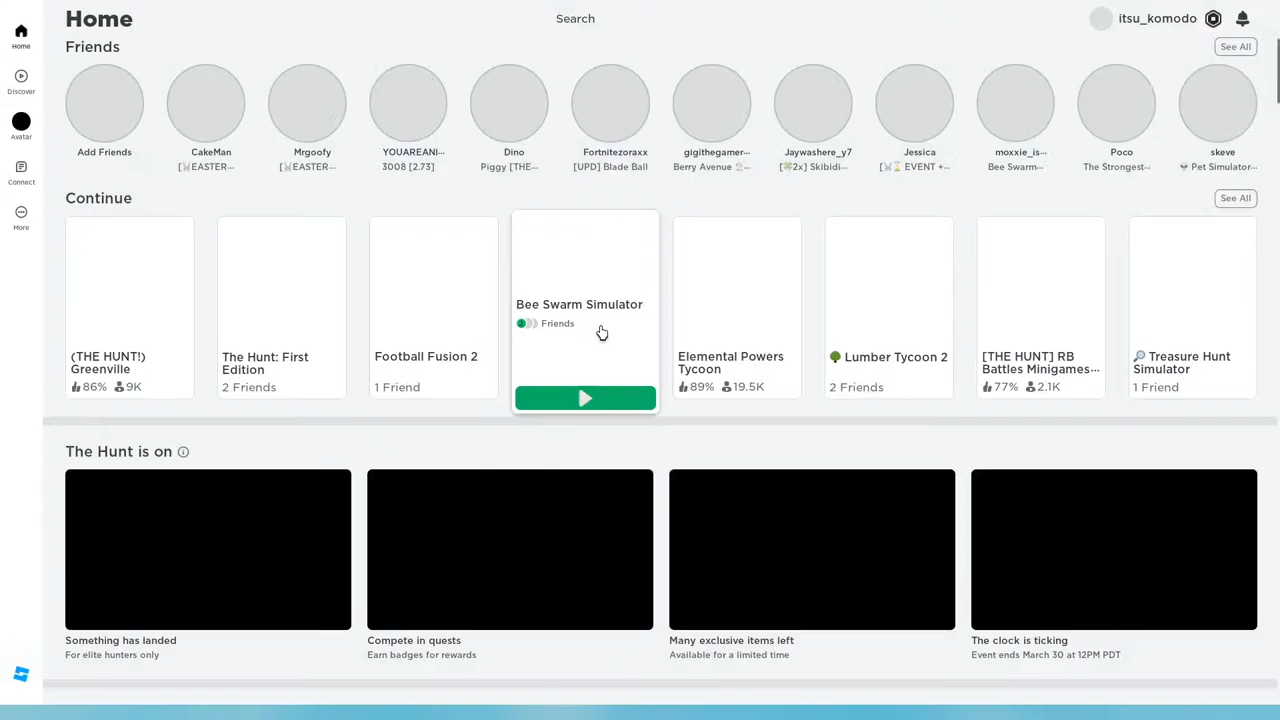 Home
Search
itsu_komodo
Home
Discover
Avatar
Connect
More
Friends
See All
Add Friends
CakeMan
Mrgoofy
YOUAREANI...
Dino
Fortnitezoraxx
gigithegamer...
Jaywashere_y7
Jessica
moxxie_is...
Poco
skeve
[🐰EASTER...
[🐰EASTER...
3008 [2.73]
Piggy [THE...
[UPD] Blade Ball
Berry Avenue 🏠...
[🍀2x] Skibidi...
[🐰⌛ EVENT +...
Bee Swarm...
The Strongest...
💀 Pet Simulator...
Continue
See All
(THE HUNT!) Greenville
86% 9K
The Hunt: First Edition
2 Friends
Football Fusion 2
1 Friend
Bee Swarm Simulator
2 Friends
Elemental Powers Tycoon
89% 19.5K
🌳 Lumber Tycoon 2
2 Friends
[THE HUNT] RB Battles Minigames...
77% 2.1K
🔎 Treasure Hunt Simulator
1 Friend
The Hunt is on
Something has landed
For elite hunters only
Compete in quests
Earn badges for rewards
Many exclusive items left
Available for a limited time
The clock is ticking
Event ends March 30 at 12PM PDT